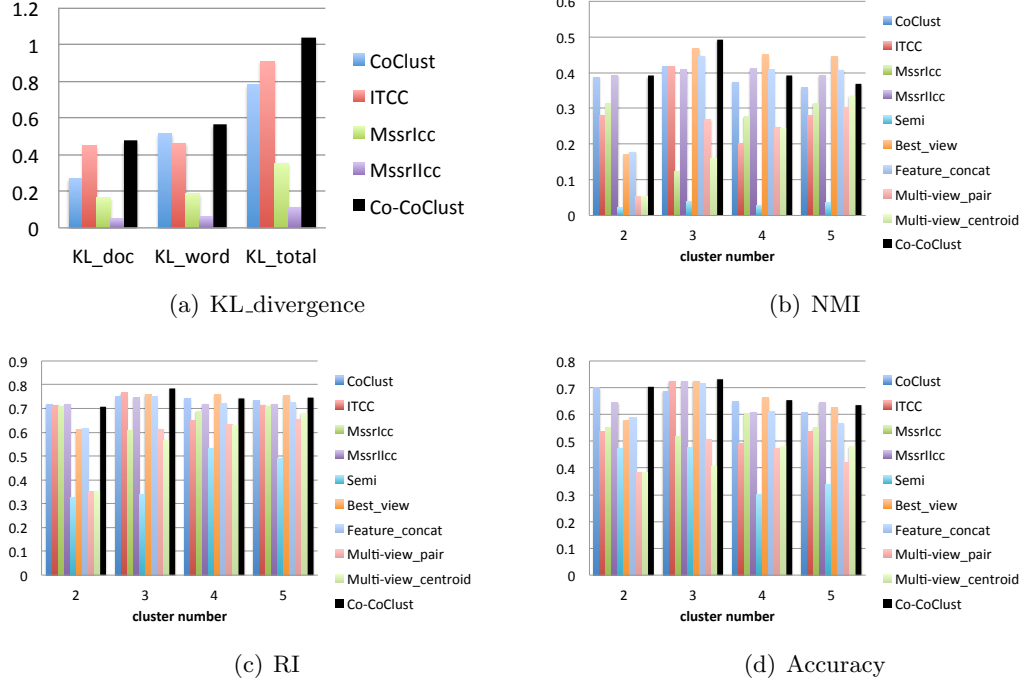 1.2
1
0.8
0.6
0.4
0.2
0
KL_doc KL_word KL_total
CoClust
ITCC
MssrIcc
MssrIIcc
Co-CoClust
(a) KL_divergence
0.6
0.5
0.4
0.3
0.2
0.1
0
2 3 4 5
cluster number
CoClust
ITCC
MssrIcc
MssrIIcc
Semi
Best_view
Feature_concat
Multi-view_pair
Multi-view_centroid
Co-CoClust
(b) NMI
0.9
0.8
0.7
0.6
0.5
0.4
0.3
0.2
0.1
0
2 3 4 5
cluster number
CoClust
ITCC
MssrIcc
MssrIIcc
Semi
Best_view
Feature_concat
Multi-view_pair
Multi-view_centroid
Co-CoClust
(c) RI
0.8
0.7
0.6
0.5
0.4
0.3
0.2
0.1
0
2 3 4 5
cluster number
CoClust
ITCC
MssrIcc
MssrIIcc
Semi
Best_view
Feature_concat
Multi-view_pair
Multi-view_centroid
Co-CoClust
(d) Accuracy